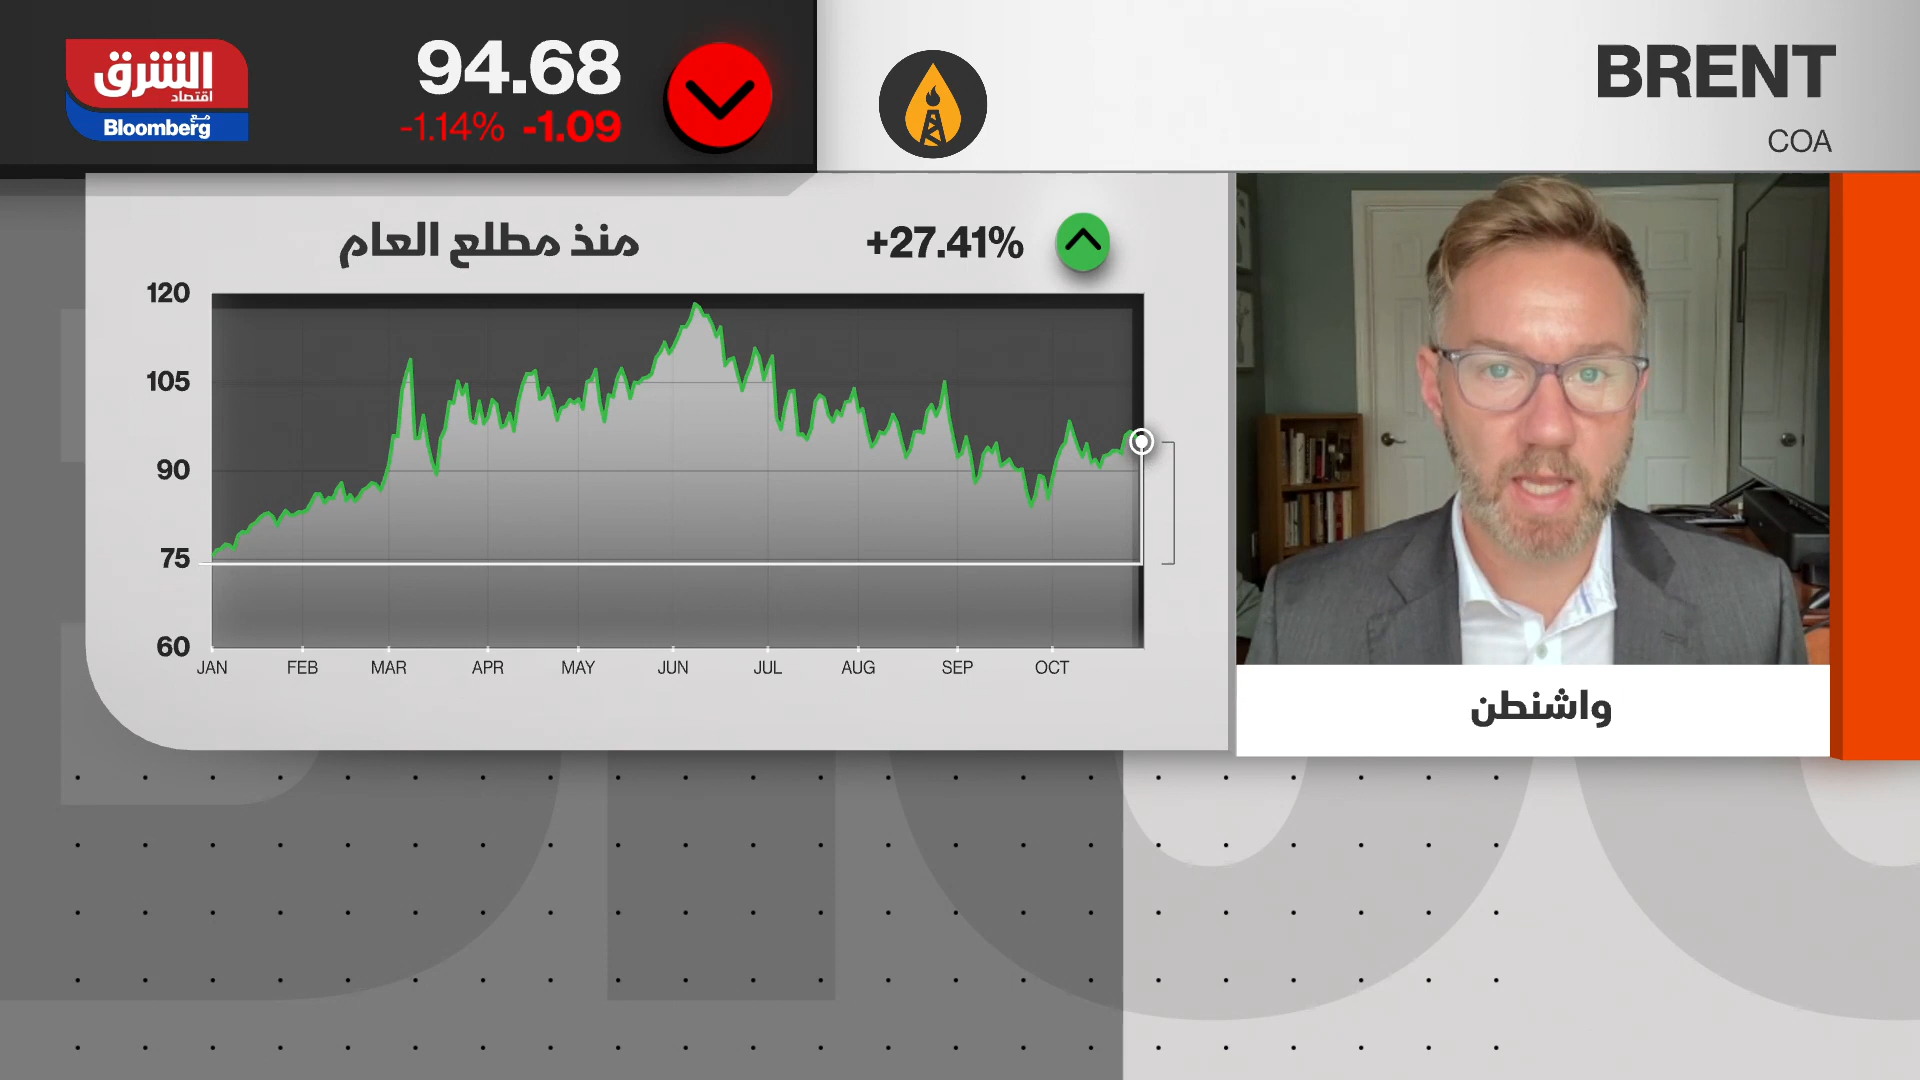 الشرق
اقتصاد
مع
Bloomberg
94.68
-1.14% -1.09
BRENT
COA
منذ مطلع العام
+27.41%
120
105
90
75
60
JAN FEB MAR APR MAY JUN JUL AUG SEP OCT
واشنطن